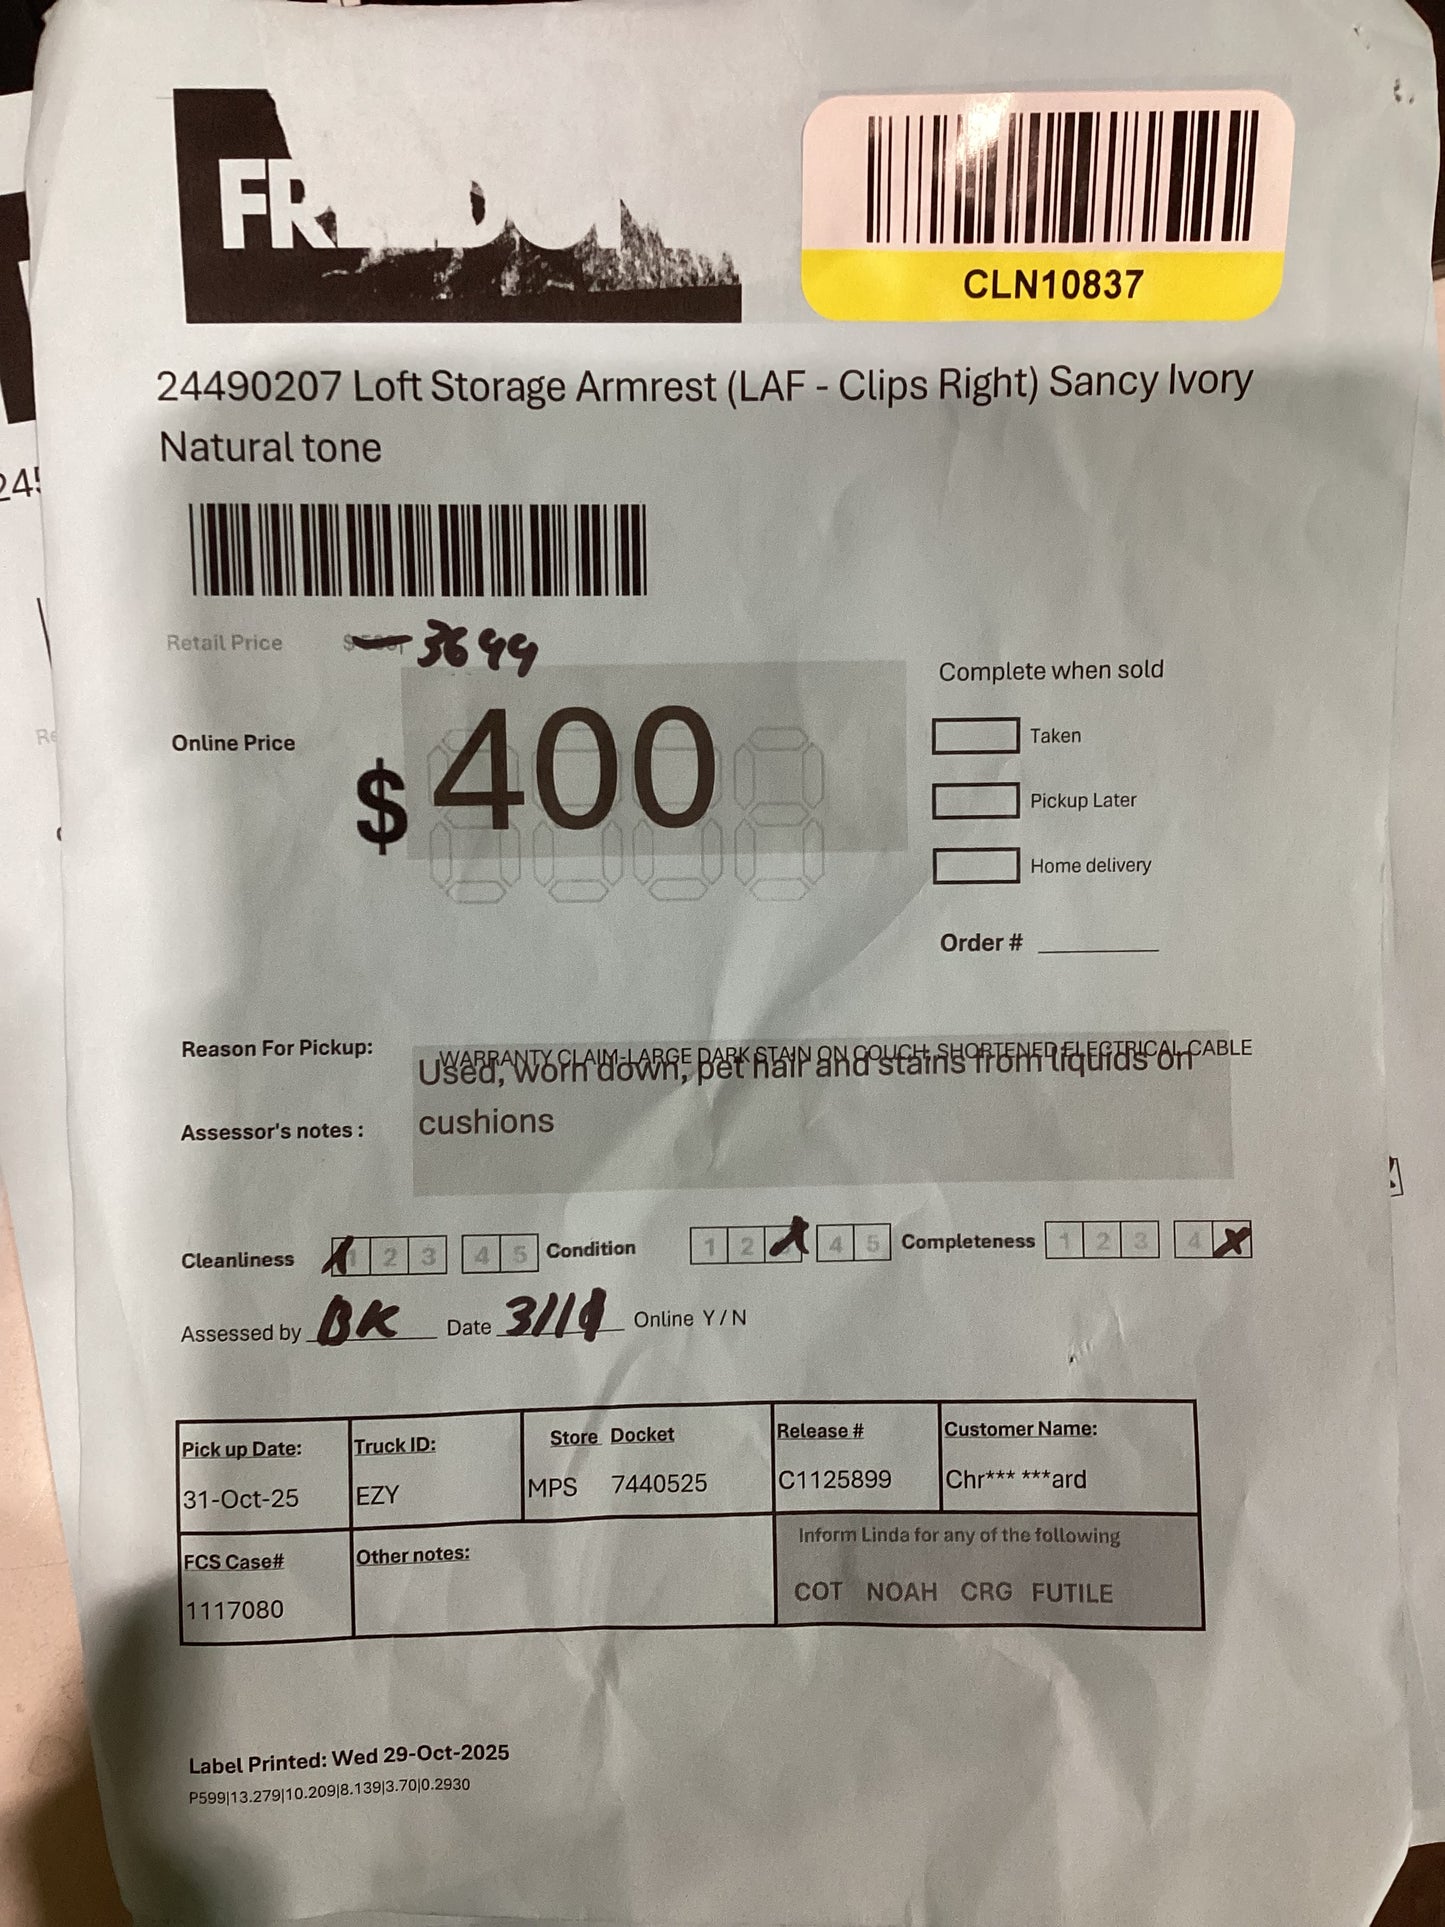 FR
CLN10837
24490207 Loft Storage Armrest (LAF - Clips Right) Sancy Ivory
Natural tone
Retail Price 3699
Online Price
$ 400
Complete when sold
Taken
Pickup Later
Home delivery
Order #
Reason For Pickup: WARRANTY CLAIM-LARGE DARK STAIN ON COUCH, SHORTENED ELECTRICAL CABLE
Used, worn down, pet hair and stains from liquids on
cushions
Assessor's notes :
Cleanliness 1 2 3 4 5 Condition 1 2 4 5 Completeness 1 2 3 4
Assessed by BK Date Online Y / N
Pick up Date: Truck ID: Store Docket Release # Customer Name:
31-Oct-25 EZY MPS 7440525 C1125899 Chr*** ***ard
FCS Case# Other notes: Inform Linda for any of the following
1117080 COT NOAH CRG FUTILE
Label Printed: Wed 29-Oct-2025
P599|13.279|10.209|8.139|3.70|0.2930